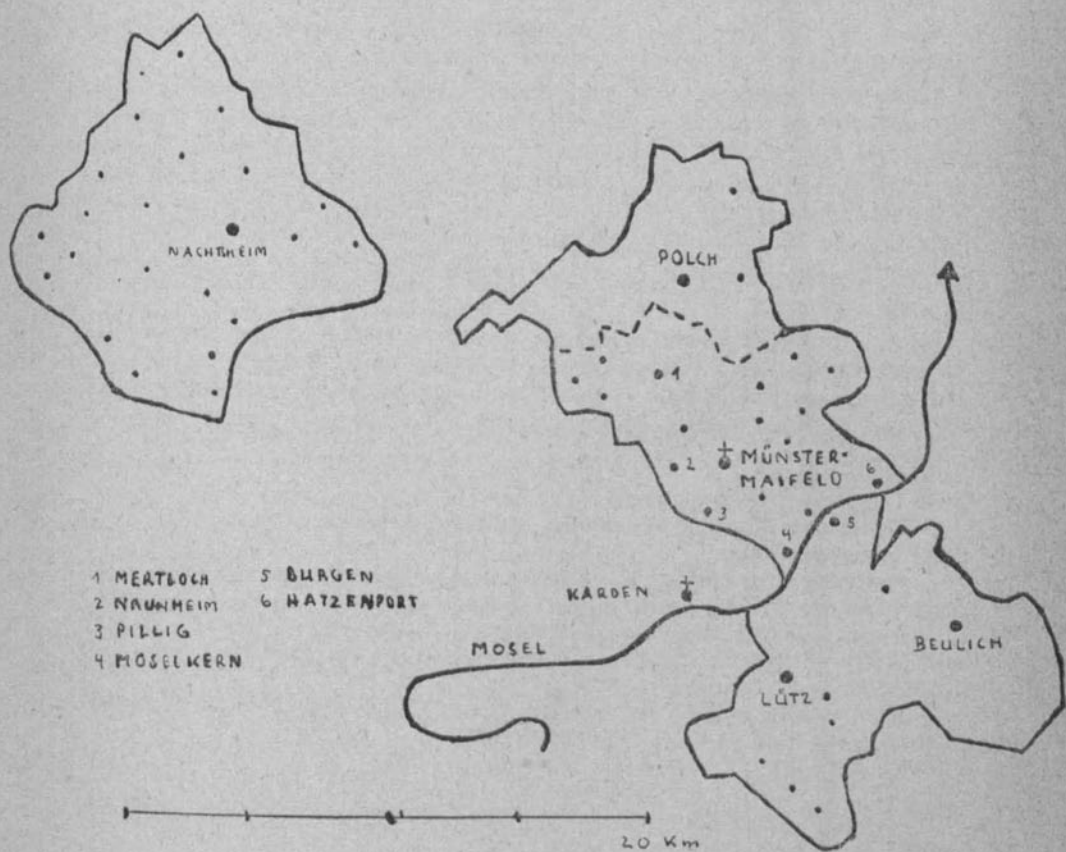 NACHTSHEIM
POLCH
1
2
MÜNSTER-
MAIFELD
3
4
5
6
1 MERTLOCH
2 NAUNHEIM
3 PILLIG
4 MOSELKERN
5 BURGEN
6 HATZENPORT
KARDEN
MOSEL
BEULICH
LÜTZ
20 Km